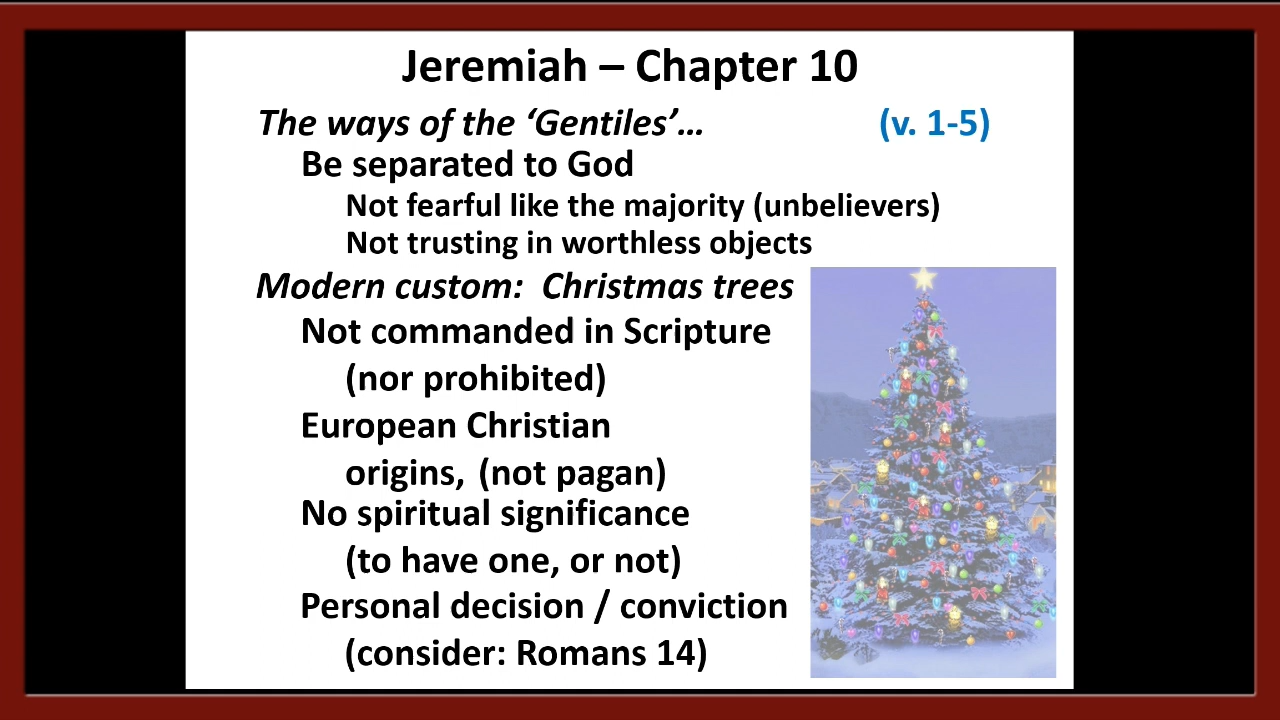 Jeremiah – Chapter 10
The ways of the ‘Gentiles’… (v. 1-5)
Be separated to God
Not fearful like the majority (unbelievers)
Not trusting in worthless objects
Modern custom: Christmas trees
Not commanded in Scripture
(nor prohibited)
European Christian
origins, (not pagan)
No spiritual significance
(to have one, or not)
Personal decision / conviction
(consider: Romans 14)